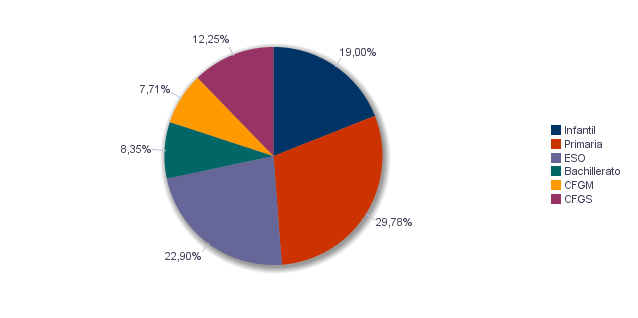 12,25%
19,00%
7,71%
8,35%
29,78%
22,90%
Infantil
Primaria
ESO
Bachillerato
CFGM
CFGS